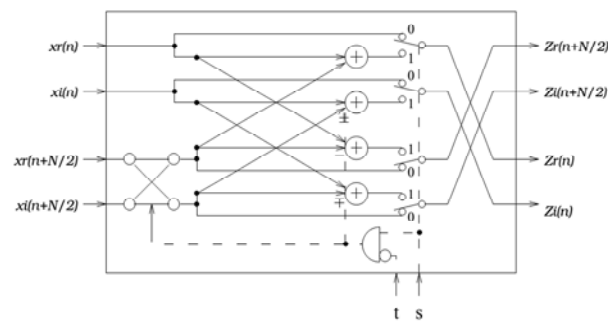 xr(n)
xi(n)
xr(n+N/2)
xi(n+N/2)
0
1
0
1
1
0
1
0
+
+
+
+
±
−
∓
Zr(n+N/2)
Zi(n+N/2)
Zr(n)
Zi(n)
t s